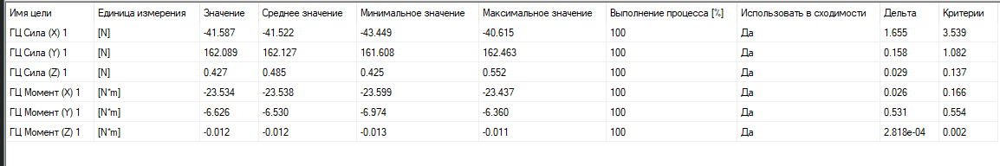 Имя цели Единица измерения Значение Среднее значение Минимальное значение Максимальное значение Выполнение процесса [%] Использовать в сходимости Дельта Критерии
ГЦ Сила (X) 1 [N] -41.587 -41.522 -43.449 -40.615 100 Да 1.655 3.539
ГЦ Сила (Y) 1 [N] 162.089 162.127 161.608 162.463 100 Да 0.158 1.082
ГЦ Сила (Z) 1 [N] 0.427 0.485 0.425 0.552 100 Да 0.029 0.137
ГЦ Момент (X) 1 [N*m] -23.534 -23.538 -23.599 -23.437 100 Да 0.026 0.166
ГЦ Момент (Y) 1 [N*m] -6.626 -6.530 -6.974 -6.360 100 Да 0.531 0.554
ГЦ Момент (Z) 1 [N*m] -0.012 -0.012 -0.013 -0.011 100 Да 2.818e-04 0.002